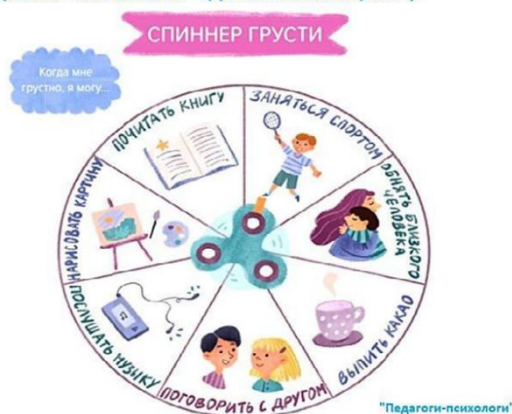 СПИННЕР ГРУСТИ
Когда мне
грустно, я могу...
ПОЧИТАТЬ КНИГУ
ЗАНЯТЬСЯ СПОРТОМ
ОБНЯТЬ БЛИЗКОГО
ЧЕЛОВЕКА
ВЫПИТЬ КАКАО
ПОГОВОРИТЬ С ДРУГОМ
ПОСЛУШАТЬ МУЗЫКУ
НАРИСОВАТЬ КАРТИНУ
"Педагоги-психологи"